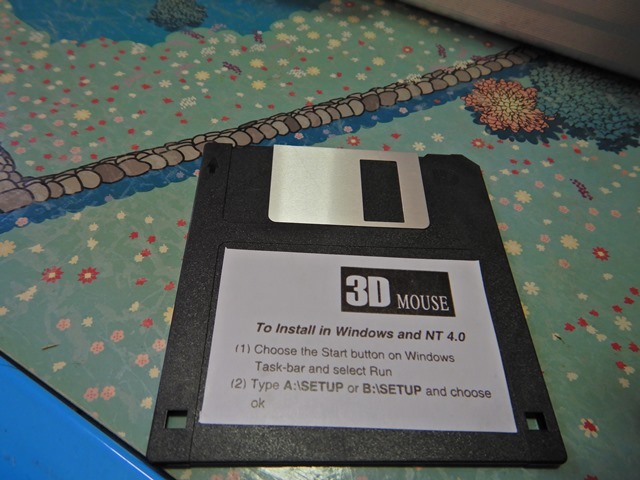 3D MOUSE
To Install in Windows and NT 4.0
(1) Choose the Start button on Windows
Task-bar and select Run
(2) Type A:\SETUP or B:\SETUP and choose
ok